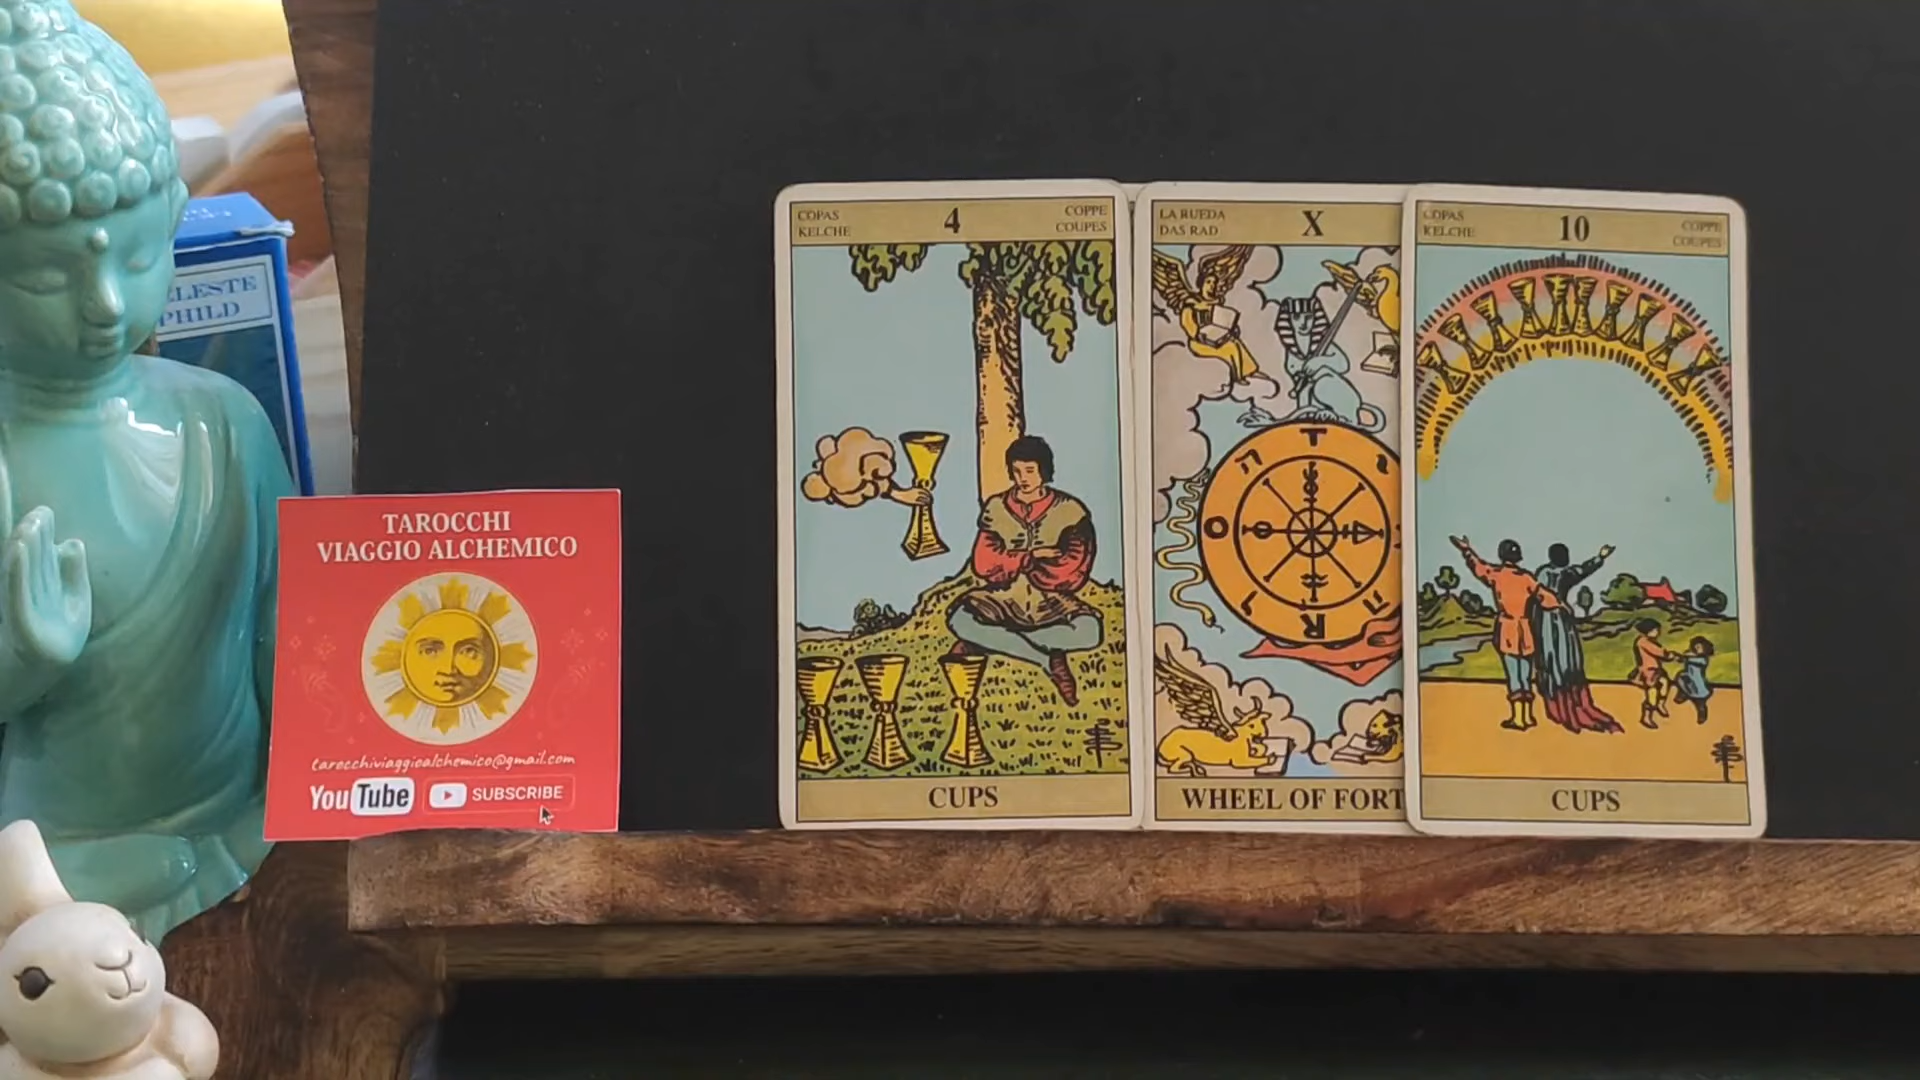 ELESTE
PHILD
TAROCCHI
VIAGGIO ALCHEMICO
tarocchiviaggioalchemico@gmail.com
YouTube
SUBSCRIBE
COPAS
KELCHE
4
COPPE
COUPES
CUPS
LA RUEDA
DAS RAD
X
T
O
R
WHEEL OF FORT
COPAS
KELCHE
10
COPPE
COUPES
CUPS